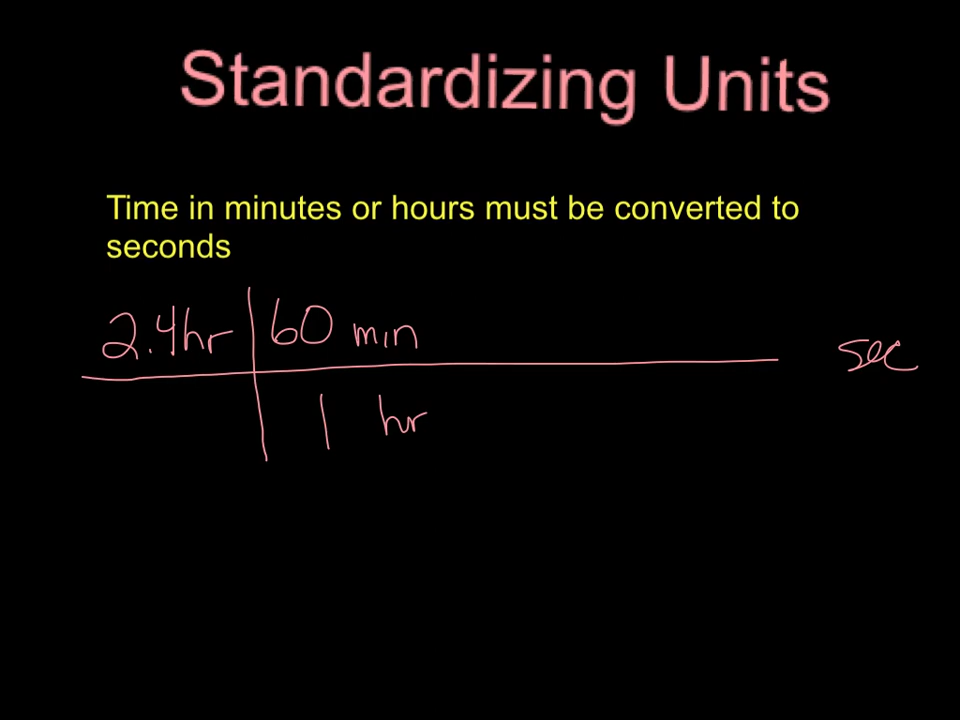 Standardizing Units
Time in minutes or hours must be converted to
seconds
2.4hr 60 min sec
1 hr